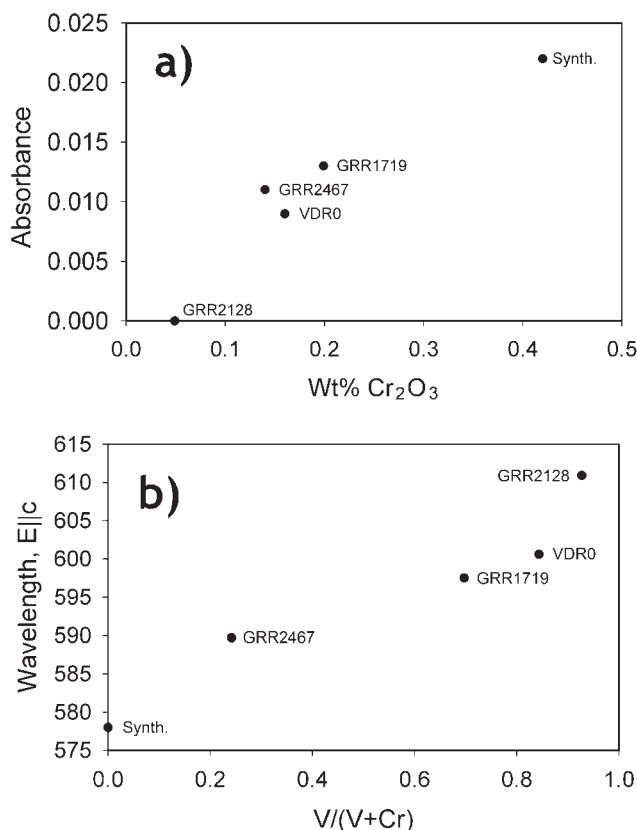 a)
Absorbance
0.025
0.020
0.015
0.010
0.005
0.000
Synth.
GRR1719
GRR2467
VDR0
GRR2128
0.0 0.1 0.2 0.3 0.4 0.5
Wt% Cr₂O₃
b)
Wavelength, E||c
615
610
605
600
595
590
585
580
575
GRR2128
VDR0
GRR1719
GRR2467
Synth.
0.0 0.2 0.4 0.6 0.8 1.0
V/(V+Cr)